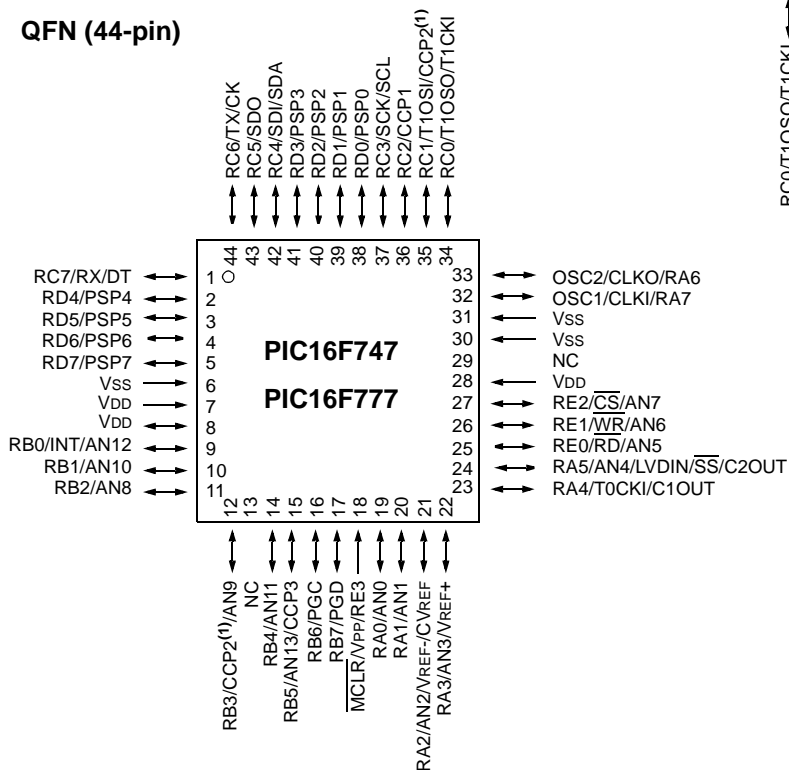 QFN (44-pin)
RC6/TX/CK
RC5/SDO
RC4/SDI/SDA
RD3/PSP3
RD2/PSP2
RD1/PSP1
RD0/PSP0
RC3/SCK/SCL
RC2/CCP1
RC1/T1OSI/CCP2(1)
RC0/T1OSO/T1CKI
RC0/T1OSO/T1CKI
44
43
42
41
40
39
38
37
36
35
34
RC7/RX/DT 1
RD4/PSP4 2
RD5/PSP5 3
RD6/PSP6 4
RD7/PSP7 5
VSS 6
VDD 7
VDD 8
RB0/INT/AN12 9
RB1/AN10 10
RB2/AN8 11
PIC16F747
PIC16F777
33 OSC2/CLKO/RA6
32 OSC1/CLKI/RA7
31 VSS
30 VSS
29 NC
28 VDD
27 RE2/CS/AN7
26 RE1/WR/AN6
25 RE0/RD/AN5
24 RA5/AN4/LVDIN/SS/C2OUT
23 RA4/T0CKI/C1OUT
12
13
14
15
16
17
18
19
20
21
22
RB3/CCP2(1)/AN9
NC
RB4/AN11
RB5/AN13/CCP3
RB6/PGC
RB7/PGD
MCLR/VPP/RE3
RA0/AN0
RA1/AN1
RA2/AN2/VREF-/CVREF
RA3/AN3/VREF+